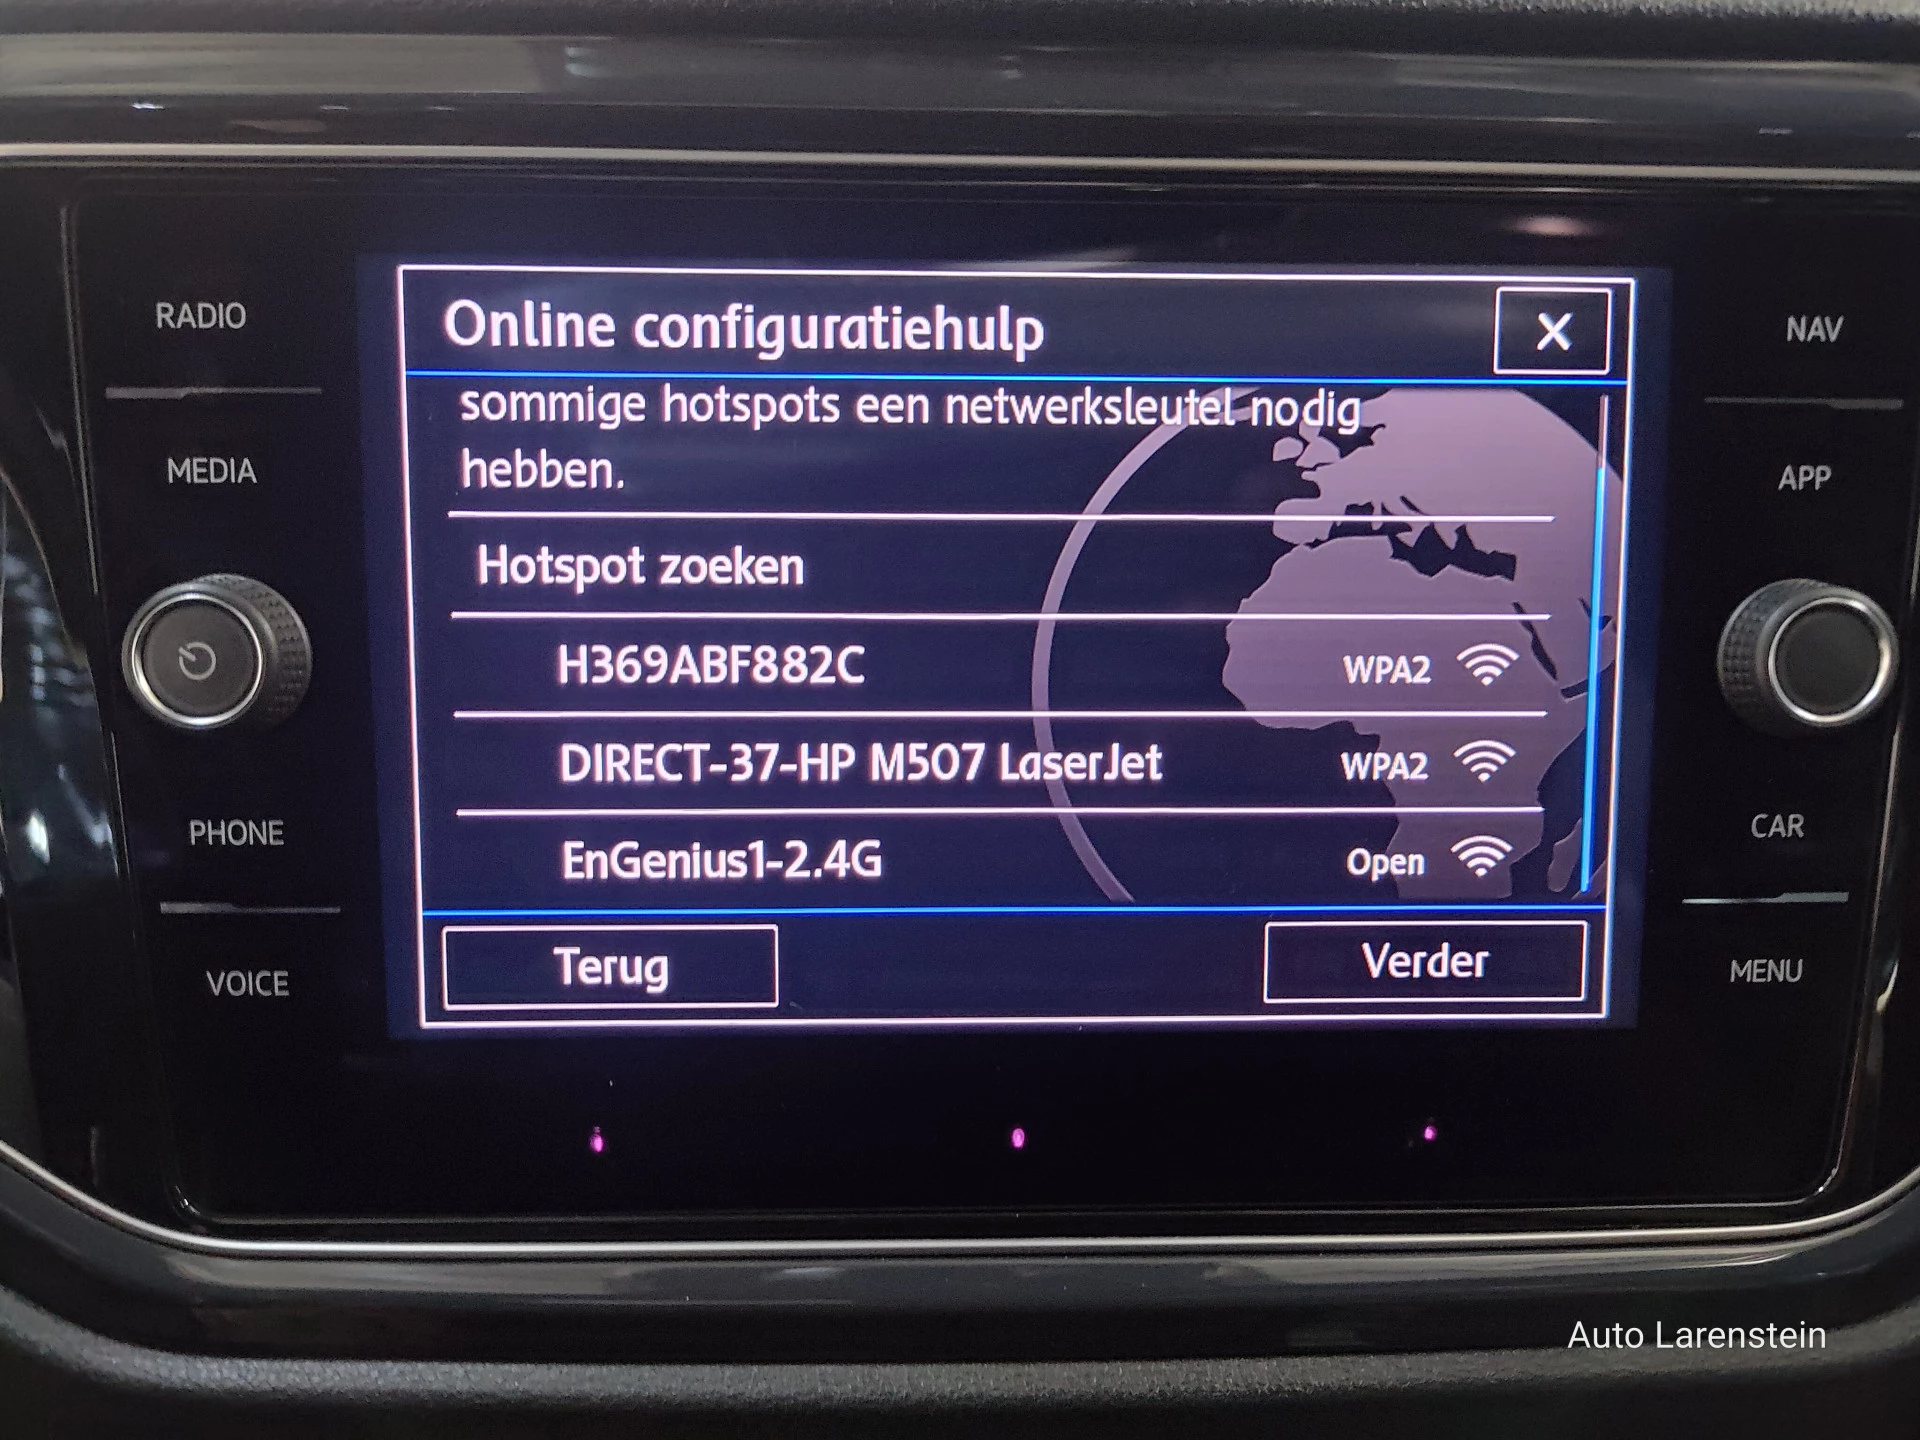 RADIO
MEDIA
PHONE
VOICE
Online configuratiehulp
X
sommige hotspots een netwerksleutel nodig
hebben.
Hotspot zoeken
H369ABF882C WPA2
DIRECT-37-HP M507 LaserJet WPA2
EnGenius1-2.4G Open
Terug Verder
NAV
APP
CAR
MENU
Auto Larenstein